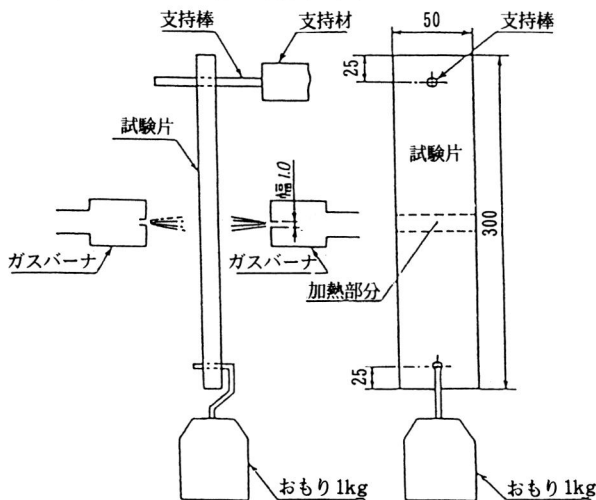 支持棒
支持材
50
支持棒
25
試験片
試験片
幅1.0
300
ガスバーナ
ガスバーナ
加熱部分
25
おもり1kg
おもり1kg